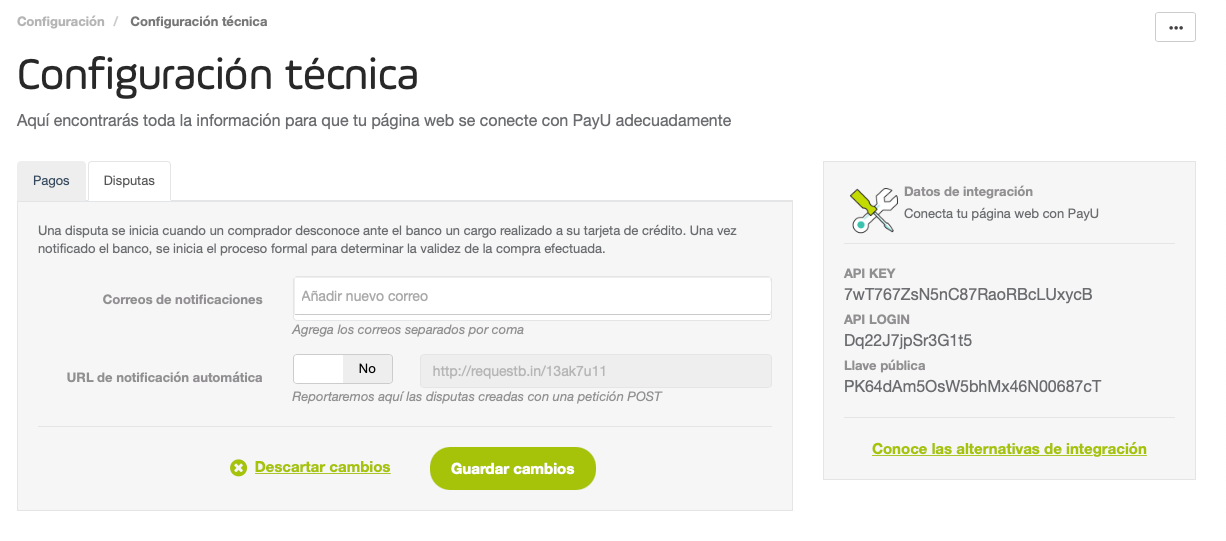 Configuración / Configuración técnica
...
Configuración técnica
Aquí encontrarás toda la información para que tu página web se conecte con PayU adecuadamente
Pagos
Disputas
Una disputa se inicia cuando un comprador desconoce ante el banco un cargo realizado a su tarjeta de crédito. Una vez
notificado el banco, se inicia el proceso formal para determinar la validez de la compra efectuada.
Correos de notificaciones
Añadir nuevo correo
Agrega los correos separados por coma
URL de notificación automática
No
http://requestb.in/13ak7u11
Reportaremos aquí las disputas creadas con una petición POST
Descartar cambios
Guardar cambios
Datos de integración
Conecta tu página web con PayU
API KEY
7wT767ZsN5nC87RaoRBcLUxycB
API LOGIN
Dq22J7jpSr3G1t5
Llave pública
PK64dAm5OsW5bhMx46N00687cT
Conoce las alternativas de integración